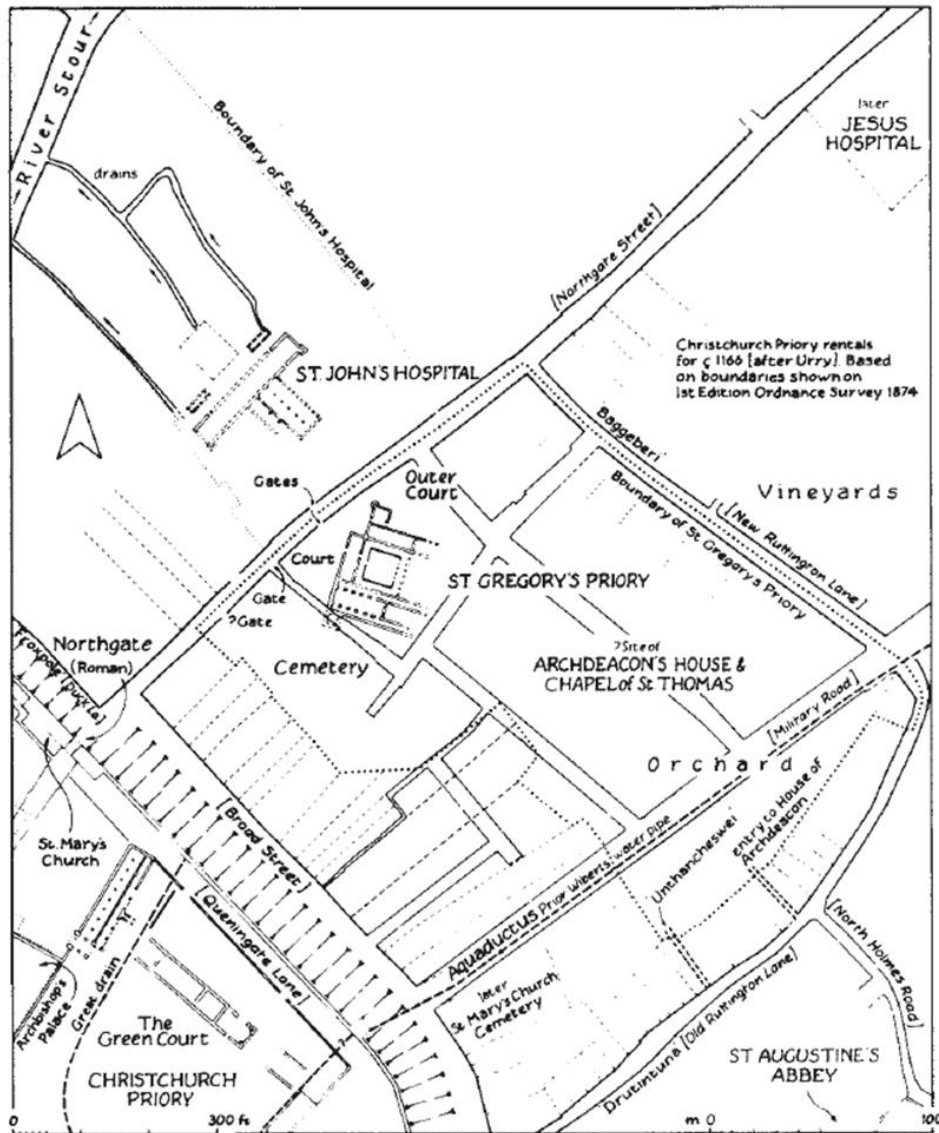 River Stour
drains
Boundary of St. John's Hospital
later
JESUS
HOSPITAL
[Northgate Street]
ST. JOHN'S HOSPITAL
Christchurch Priory rentals
for c 1166 [after Urry]. Based
on boundaries shown on
1st Edition Ordnance Survey 1874
Baggeberi
Vineyards
Boundary of St Gregory's Priory
[New Ruttington Lane]
Gates
Outer
Court
Court
ST GREGORY'S PRIORY
Gate
?Gate
Northgate
(Roman)
Cemetery
?Site of
ARCHDEACON'S HOUSE &
CHAPEL of St THOMAS
[Military Road]
Orchard
St. Mary's
Church
[Broad Street]
[Queningate Lane]
Aquaductus Prior Wiberts water pipe
Unthancheswei
entry to House of
Archdeacon
[North Holmes Road]
later
St Mary's Church
Cemetery
Archbishop's
Palace
Great drain
The
Green Court
CHRISTCHURCH
PRIORY
Drutintuna [Old Ruttington Lane]
ST AUGUSTINE'S
ABBEY
0
300 ft
m 0
100